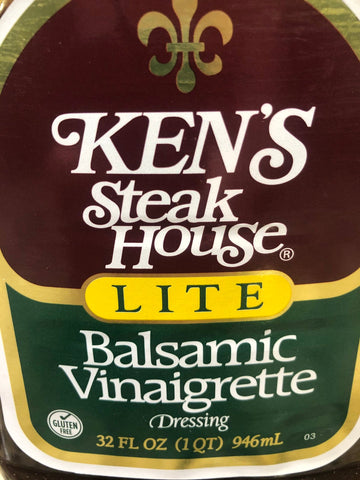 KEN'S
Steak
House®
LITE
Balsamic
Vinaigrette
Dressing
GLUTEN
FREE
32 FL OZ (1 QT) 946mL
03